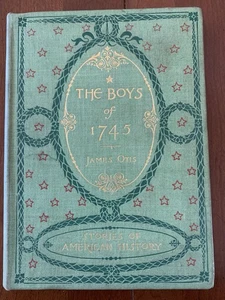 THE BOYS
of
1745
JAMES OTIS
STORIES OF
AMERICAN HISTORY